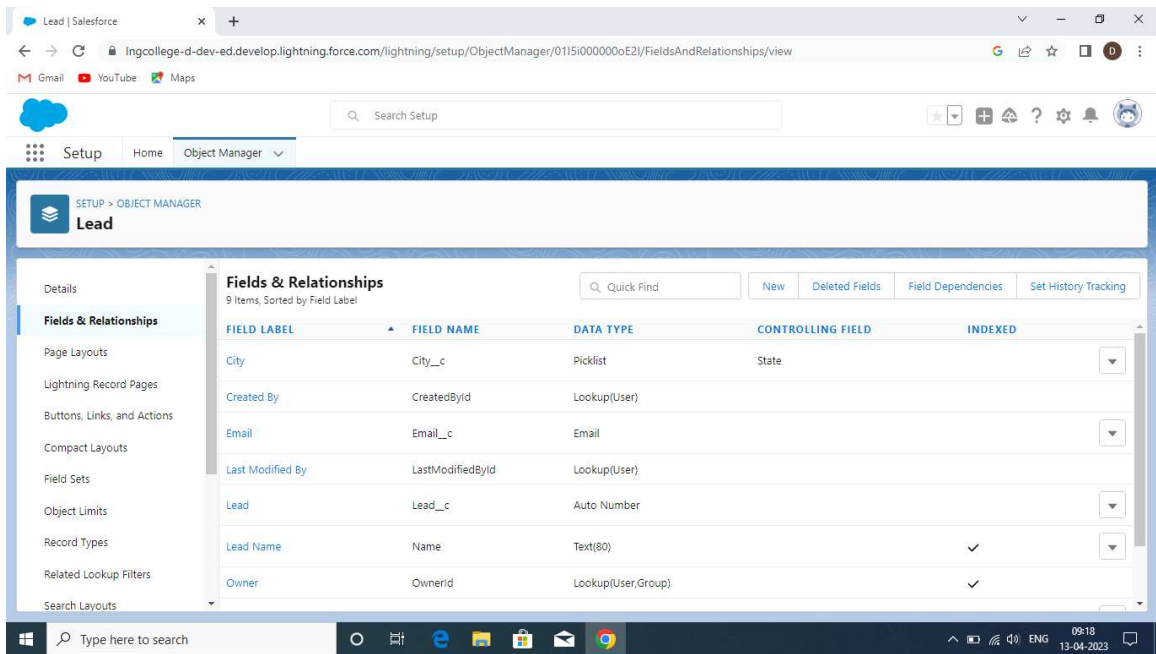 Lead | Salesforce
lngcollege-d-dev-ed.develop.lightning.force.com/lightning/setup/ObjectManager/01I5i000000oE2I/FieldsAndRelationships/view
G
D
Gmail YouTube Maps
Search Setup
Setup Home Object Manager
SETUP > OBJECT MANAGER
Lead
Details
Fields & Relationships
Page Layouts
Lightning Record Pages
Buttons, Links, and Actions
Compact Layouts
Field Sets
Object Limits
Record Types
Related Lookup Filters
Search Layouts
Fields & Relationships
9 Items, Sorted by Field Label
Quick Find
New Deleted Fields Field Dependencies Set History Tracking
FIELD LABEL FIELD NAME DATA TYPE CONTROLLING FIELD INDEXED
City City__c Picklist State
Created By CreatedById Lookup(User)
Email Email__c Email
Last Modified By LastModifiedById Lookup(User)
Lead Lead__c Auto Number
Lead Name Name Text(80)
Owner OwnerId Lookup(User,Group)
Type here to search
ENG
09:18
13-04-2023